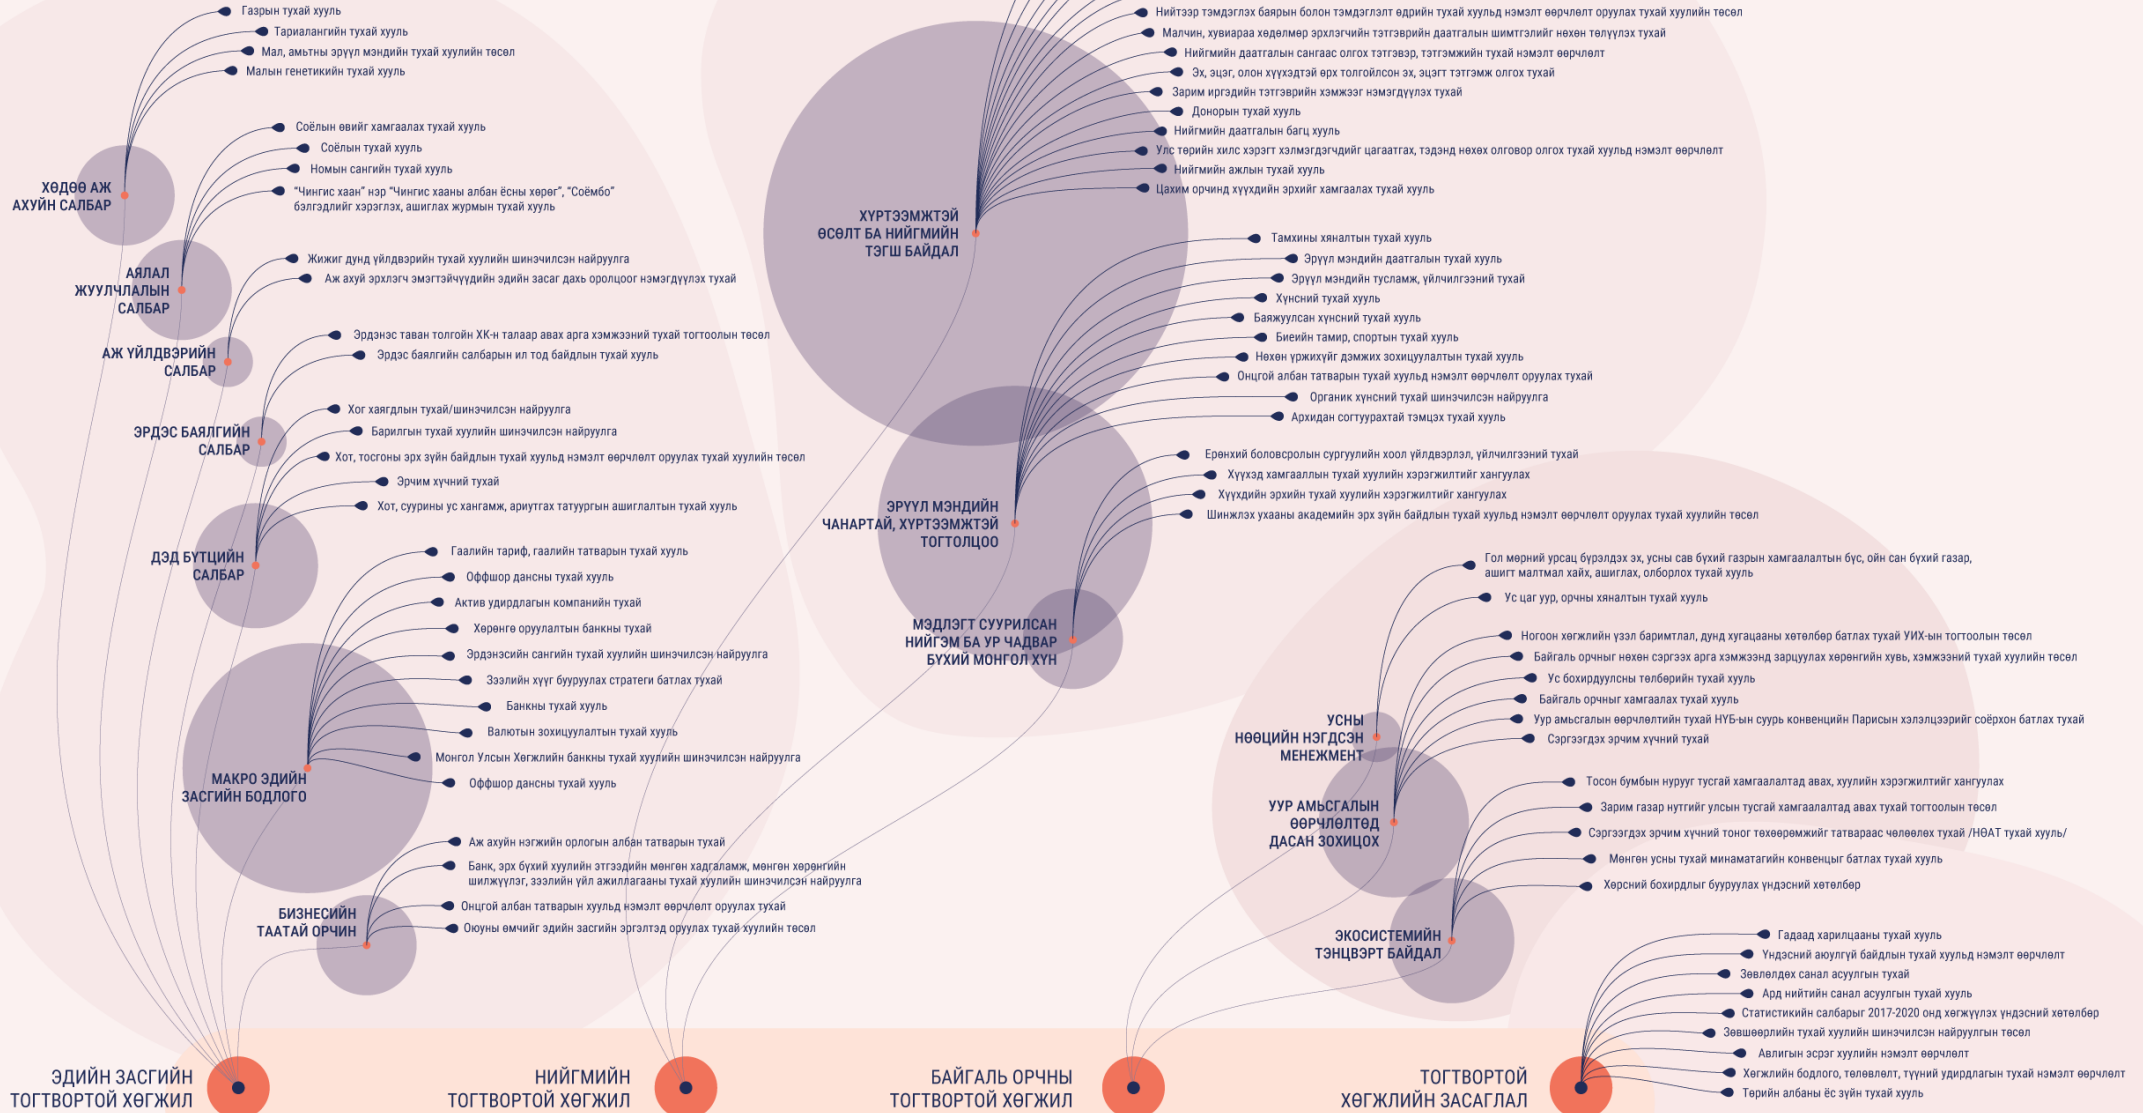 Газрын тухай хууль
Тариалангийн тухай хууль
Мал, амьтны эрүүл мэндийн тухай хуулийн төсөл
Малын генетикийн тухай хууль
ХӨДӨӨ АЖ
АХУЙН САЛБАР
Соёлын өвийг хамгаалах тухай хууль
Соёлын тухай хууль
Номын сангийн тухай хууль
“Чингис хаан” нэр “Чингис хааны албан ёсны хөрөг”, “Соёмбо”
бэлгэдлийг хэрэглэх, ашиглах журмын тухай хууль
АЯЛАЛ
ЖУУЛЧЛАЛЫН
САЛБАР
Жижиг дунд үйлдвэрийн тухай хуулийн шинэчилсэн найруулга
Аж ахуй эрхлэгч эмэгтэйчүүдийн эдийн засаг дахь оролцоог нэмэгдүүлэх тухай
АЖ ҮЙЛДВЭРИЙН
САЛБАР
Эрдэнэс таван толгойн ХК-н талаар авах арга хэмжээний тухай тогтоолын төсөл
Эрдэс баялгийн салбарын ил тод байдлын тухай хууль
ЭРДЭС БАЯЛГИЙН
САЛБАР
Хог хаягдлын тухай/шинэчилсэн найруулга
Барилгын тухай хуулийн шинэчилсэн найруулга
Хот, тосгоны эрх зүйн байдлын тухай хуульд нэмэлт өөрчлөлт оруулах тухай хуулийн төсөл
Эрчим хүчний тухай
Хот, суурины ус хангамж, ариутгах татуургын ашиглалтын тухай хууль
ДЭД БҮТЦИЙН
САЛБАР
Гаалийн тариф, гаалийн татварын тухай хууль
Оффшор дансны тухай хууль
Актив удирдлагын компанийн тухай
Хөрөнгө оруулалтын банкны тухай
Эрдэнэсийн сангийн тухай хуулийн шинэчилсэн найруулга
Зээлийн хүүг бууруулах стратеги батлах тухай
Банкны тухай хууль
Валютын зохицуулалтын тухай хууль
Монгол Улсын Хөгжлийн банкны тухай хуулийн шинэчилсэн найруулга
Оффшор дансны тухай хууль
МАКРО ЭДИЙН
ЗАСГИЙН БОДЛОГО
Аж ахуйн нэгжийн орлогын албан татварын тухай
Банк, эрх бүхий хуулийн этгээдийн мөнгөн хадгаламж, мөнгөн хөрөнгийн
шилжүүлэг, зээлийн үйл ажиллагааны тухай хуулийн шинэчилсэн найруулга
Онцгой албан татварын хуульд нэмэлт өөрчлөлт оруулах тухай
Оюуны өмчийг эдийн засгийн эргэлтэд оруулах тухай хуулийн төсөл
БИЗНЕСИЙН
ТААТАЙ ОРЧИН
Нийтээр тэмдэглэх баярын болон тэмдэглэлт өдрийн тухай хуульд нэмэлт өөрчлөлт оруулах тухай хуулийн төсөл
Малчин, хувиараа хөдөлмөр эрхлэгчийн тэтгэврийн даатгалын шимтгэлийг нөхөн төлүүлэх тухай
Нийгмийн даатгалын сангаас олгох тэтгэвэр, тэтгэмжийн тухай нэмэлт өөрчлөлт
Эх, эцэг, олон хүүхэдтэй өрх толгойлсон эх, эцэгт тэтгэмж олгох тухай
Зарим иргэдийн тэтгэврийн хэмжээг нэмэгдүүлэх тухай
Донорын тухай хууль
Нийгмийн даатгалын багц хууль
Улс төрийн хилс хэрэгт хэлмэгдэгчдийг цагаатгах, тэдэнд нөхөх олговор олгох тухай хуульд нэмэлт өөрчлөлт
Нийгмийн ажлын тухай хууль
Цахим орчинд хүүхдийн эрхийг хамгаалах тухай хууль
ХҮРТЭЭМЖТЭЙ
ӨСӨЛТ БА НИЙГМИЙН
ТЭГШ БАЙДАЛ
Тамхины хяналтын тухай хууль
Эрүүл мэндийн даатгалын тухай хууль
Эрүүл мэндийн тусламж, үйлчилгээний тухай
Хүнсний тухай хууль
Баяжуулсан хүнсний тухай хууль
Биеийн тамир, спортын тухай хууль
Нөхөн үржихүйг дэмжих зохицуулалтын тухай хууль
Онцгой албан татварын тухай хуульд нэмэлт өөрчлөлт оруулах тухай
Органик хүнсний тухай шинэчилсэн найруулга
Архидан согтуурахтай тэмцэх тухай хууль
ЭРҮҮЛ МЭНДИЙН
ЧАНАРТАЙ, ХҮРТЭЭМЖТЭЙ
ТОГТОЛЦОО
Ерөнхий боловсролын сургуулийн хоол үйлдвэрлэл, үйлчилгээний тухай
Хүүхэд хамгааллын тухай хуулийн хэрэгжилтийг хангуулах
Хүүхдийн эрхийн тухай хуулийн хэрэгжилтийг хангуулах
Шинжлэх ухааны академийн эрх зүйн байдлын тухай хуульд нэмэлт өөрчлөлт оруулах тухай хуулийн төсөл
МЭДЛЭГТ СУУРИЛСАН
НИЙГЭМ БА УР ЧАДВАР
БҮХИЙ МОНГОЛ ХҮН
Гол мөрний урсац бүрэлдэх эх, усны сав бүхий газрын хамгаалалтын бүс, ойн сан бүхий газар,
ашигт малтмал хайх, ашиглах, олборлох тухай хууль
Ус цаг уур, орчны хяналтын тухай хууль
УСНЫ
НӨӨЦИЙН НЭГДСЭН
МЕНЕЖМЕНТ
Ногоон хөгжлийн үзэл баримтлал, дунд хугацааны хөтөлбөр батлах тухай УИХ-ын тогтоолын төсөл
Байгаль орчныг нөхөн сэргээх арга хэмжээнд зарцуулах хөрөнгийн хувь, хэмжээний тухай хуулийн төсөл
Ус бохирдуулсны төлбөрийн тухай хууль
Байгаль орчныг хамгаалах тухай хууль
Уур амьсгалын өөрчлөлтийн тухай НҮБ-ын суурь конвенцийн Парисын хэлэлцээрийг соёрхон батлах тухай
Сэргээгдэх эрчим хүчний тухай
УУР АМЬСГАЛЫН
ӨӨРЧЛӨЛТӨД
ДАСАН ЗОХИЦОХ
Тосон бумбын нурууг тусгай хамгаалалтад авах, хуулийн хэрэгжилтийг хангуулах
Зарим газар нутгийг улсын тусгай хамгаалалтад авах тухай тогтоолын төсөл
Сэргээгдэх эрчим хүчний тоног төхөөрөмжийг татвараас чөлөөлөх тухай /НӨАТ тухай хууль/
Мөнгөн усны тухай минаматагийн конвенцыг батлах тухай хууль
Хөрсний бохирдлыг бууруулах үндэсний хөтөлбөр
ЭКОСИСТЕМИЙН
ТЭНЦВЭРТ БАЙДАЛ
Гадаад харилцааны тухай хууль
Үндэсний аюулгүй байдлын тухай хуульд нэмэлт өөрчлөлт
Зөвлөлдөх санал асуулгын тухай
Ард нийтийн санал асуулгын тухай хууль
Статистикийн салбарыг 2017-2020 онд хөгжүүлэх үндэсний хөтөлбөр
Зөвшөөрлийн тухай хуулийн шинэчилсэн найруулгын төсөл
Авлигын эсрэг хуулийн нэмэлт өөрчлөлт
Хөгжлийн бодлого, төлөвлөлт, түүний удирдлагын тухай нэмэлт өөрчлөлт
Төрийн албаны ёс зүйн тухай хууль
ЭДИЙН ЗАСГИЙН
ТОГТВОРТОЙ ХӨГЖИЛ
НИЙГМИЙН
ТОГТВОРТОЙ ХӨГЖИЛ
БАЙГАЛЬ ОРЧНЫ
ТОГТВОРТОЙ ХӨГЖИЛ
ТОГТВОРТОЙ
ХӨГЖЛИЙН ЗАСАГЛАЛ